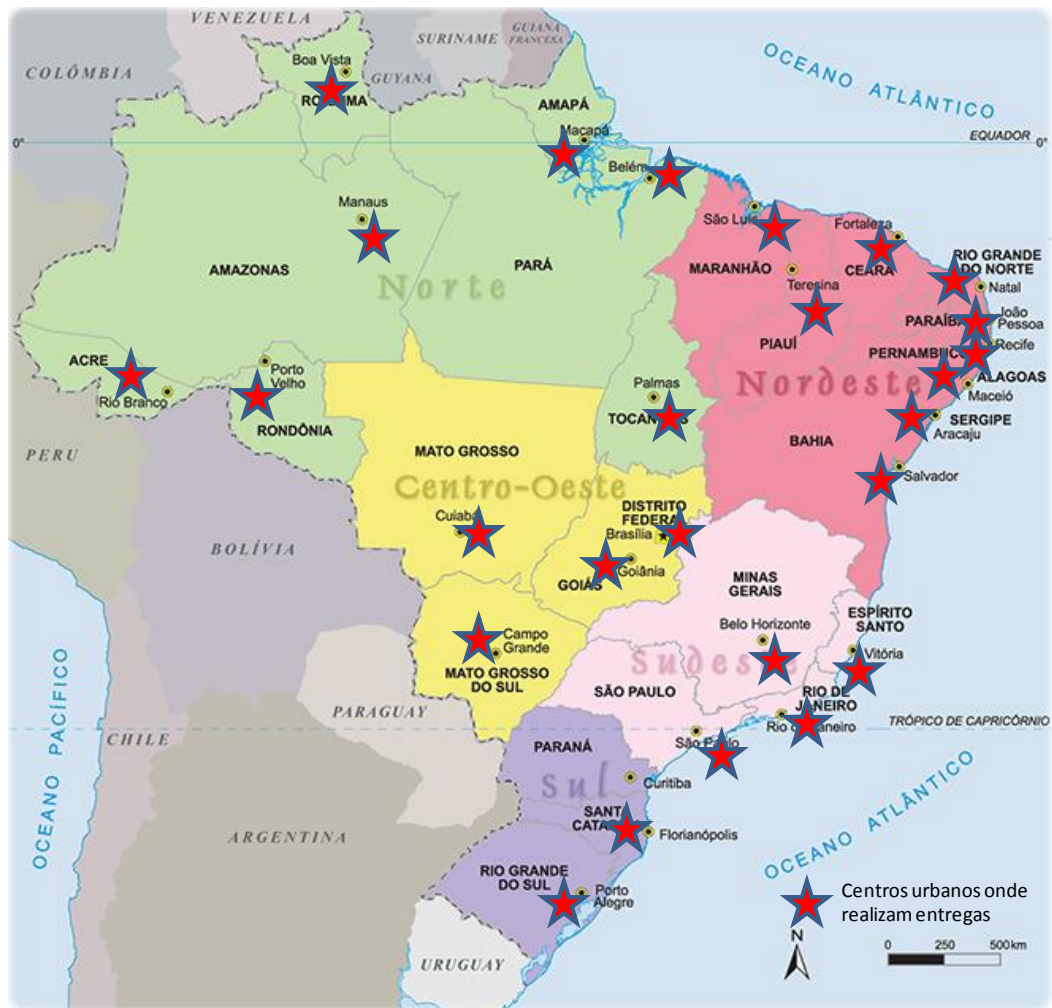 VENEZUELA
GUIANA
FRANCESA
SURINAME
GUYANA
COLÔMBIA
OCEANO ATLÂNTICO
Boa Vista
AMAPÁ
Macapá
EQUADOR
0°
0°
Belém
Manaus
São Luís
Fortaleza
AMAZONAS
PARÁ
MARANHÃO
CEARÁ
RIO GRANDE
DO NORTE
Norte
Teresina
Natal
João
Pessoa
PARAÍBA
Recife
PIAUÍ
PERNAMBUCO
ACRE
Porto
Velho
Rio Branco
Palmas
Nordeste
ALAGOAS
Maceió
RONDÔNIA
SERGIPE
Aracaju
MATO GROSSO
BAHIA
PERU
Salvador
Centro-Oeste
DISTRITO
FEDERAL
Cuiabá
Brasília
BOLÍVIA
GOIÁS
Goiânia
MINAS
GERAIS
ESPÍRITO
SANTO
Belo Horizonte
Campo
Grande
Vitória
Sudeste
MATO GROSSO
DO SUL
SÃO PAULO
RIO DE
JANEIRO
OCEANO PACÍFICO
PARAGUAY
TRÓPICO DE CAPRICÓRNIO
CHILE
PARANÁ
São Paulo
Sul
Curitiba
OCEANO ATLÂNTICO
ARGENTINA
Florianópolis
RIO GRANDE
DO SUL
Porto
Alegre
Centros urbanos onde
realizam entregas
N
0 250 500 km
URUGUAY